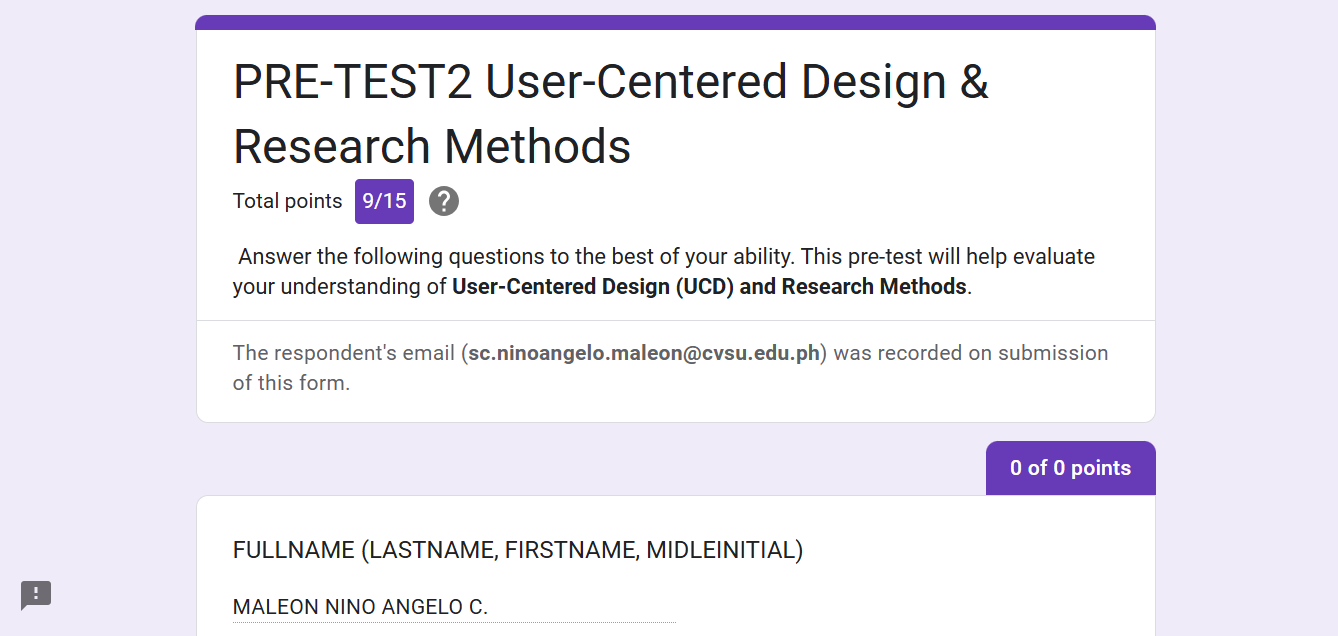 PRE-TEST2 User-Centered Design &
Research Methods
Total points 9/15
Answer the following questions to the best of your ability. This pre-test will help evaluate
your understanding of User-Centered Design (UCD) and Research Methods.
The respondent's email (sc.ninoangelo.maleon@cvsu.edu.ph) was recorded on submission
of this form.
0 of 0 points
FULLNAME (LASTNAME, FIRSTNAME, MIDLEINITIAL)
MALEON NINO ANGELO C.